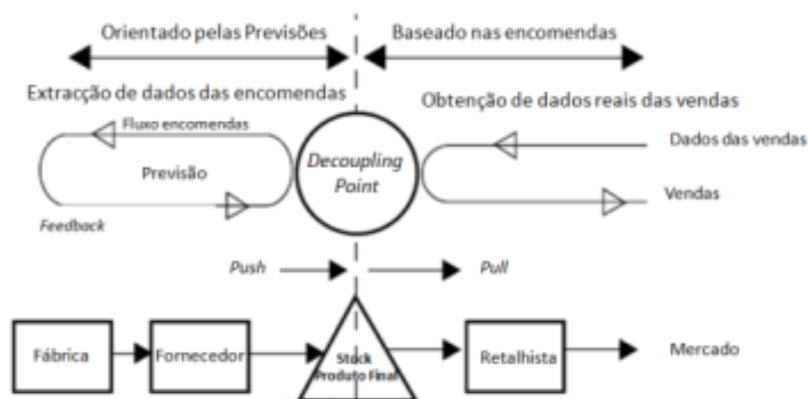 Orientado pelas Previsões
Baseado nas encomendas
Extracção de dados das encomendas
Obtenção de dados reais das vendas
Fluxo encomendas
Previsão
Feedback
Decoupling
Point
Dados das vendas
Vendas
Push
Pull
Fábrica
Fornecedor
Stock
Produto Final
Retalhista
Mercado